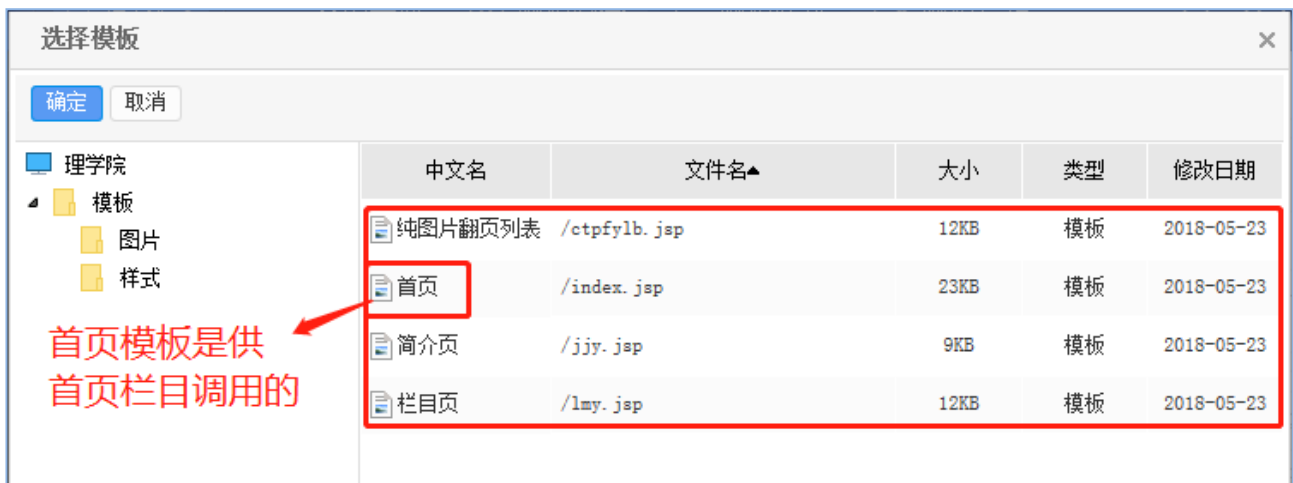 选择模板
×
确定 取消
理学院
模板
图片
样式
首页模板是供
首页栏目调用的
中文名 文件名▲ 大小 类型 修改日期
纯图片翻页列表 /ctpfylb.jsp 12KB 模板 2018-05-23
首页 /index.jsp 23KB 模板 2018-05-23
简介页 /jjy.jsp 9KB 模板 2018-05-23
栏目页 /lmy.jsp 12KB 模板 2018-05-23